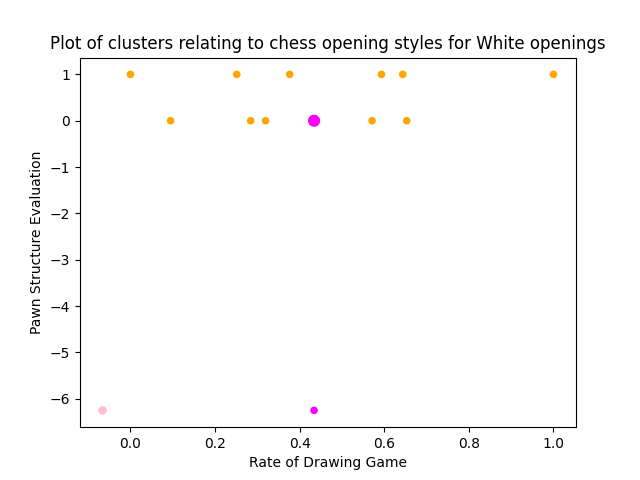 Plot of clusters relating to chess opening styles for White openings
1
0
−1
−2
−3
−4
−5
−6
Pawn Structure Evaluation
0.0 0.2 0.4 0.6 0.8 1.0
Rate of Drawing Game